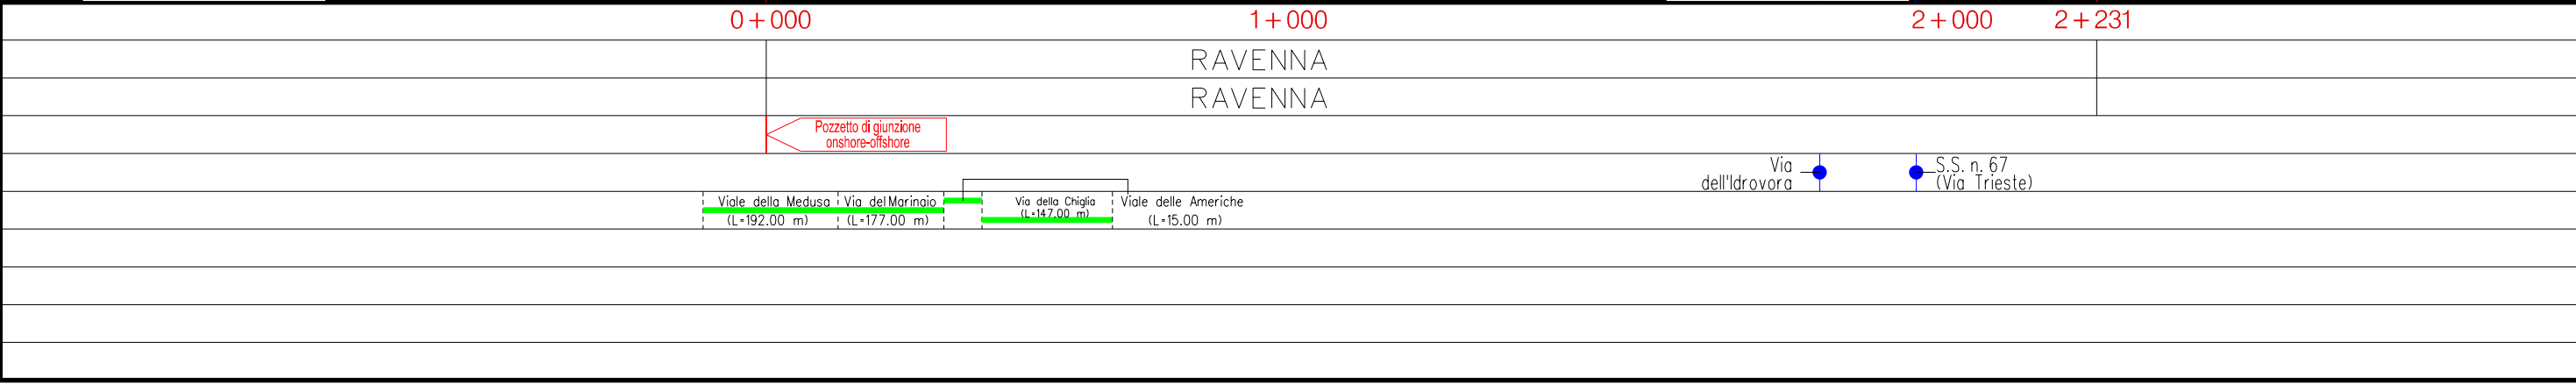 0+000 1+000 2+000 2+231
RAVENNA
RAVENNA
Pozzetto di giunzione
onshore-offshore
Via
dell'Idrovora
S.S. n. 67
(Via Trieste)
Viale della Medusa
(L=192.00 m)
Via del Marinaio
(L=177.00 m)
Via della Chiglia
(L=147.00 m)
Viale delle Americhe
(L=15.00 m)